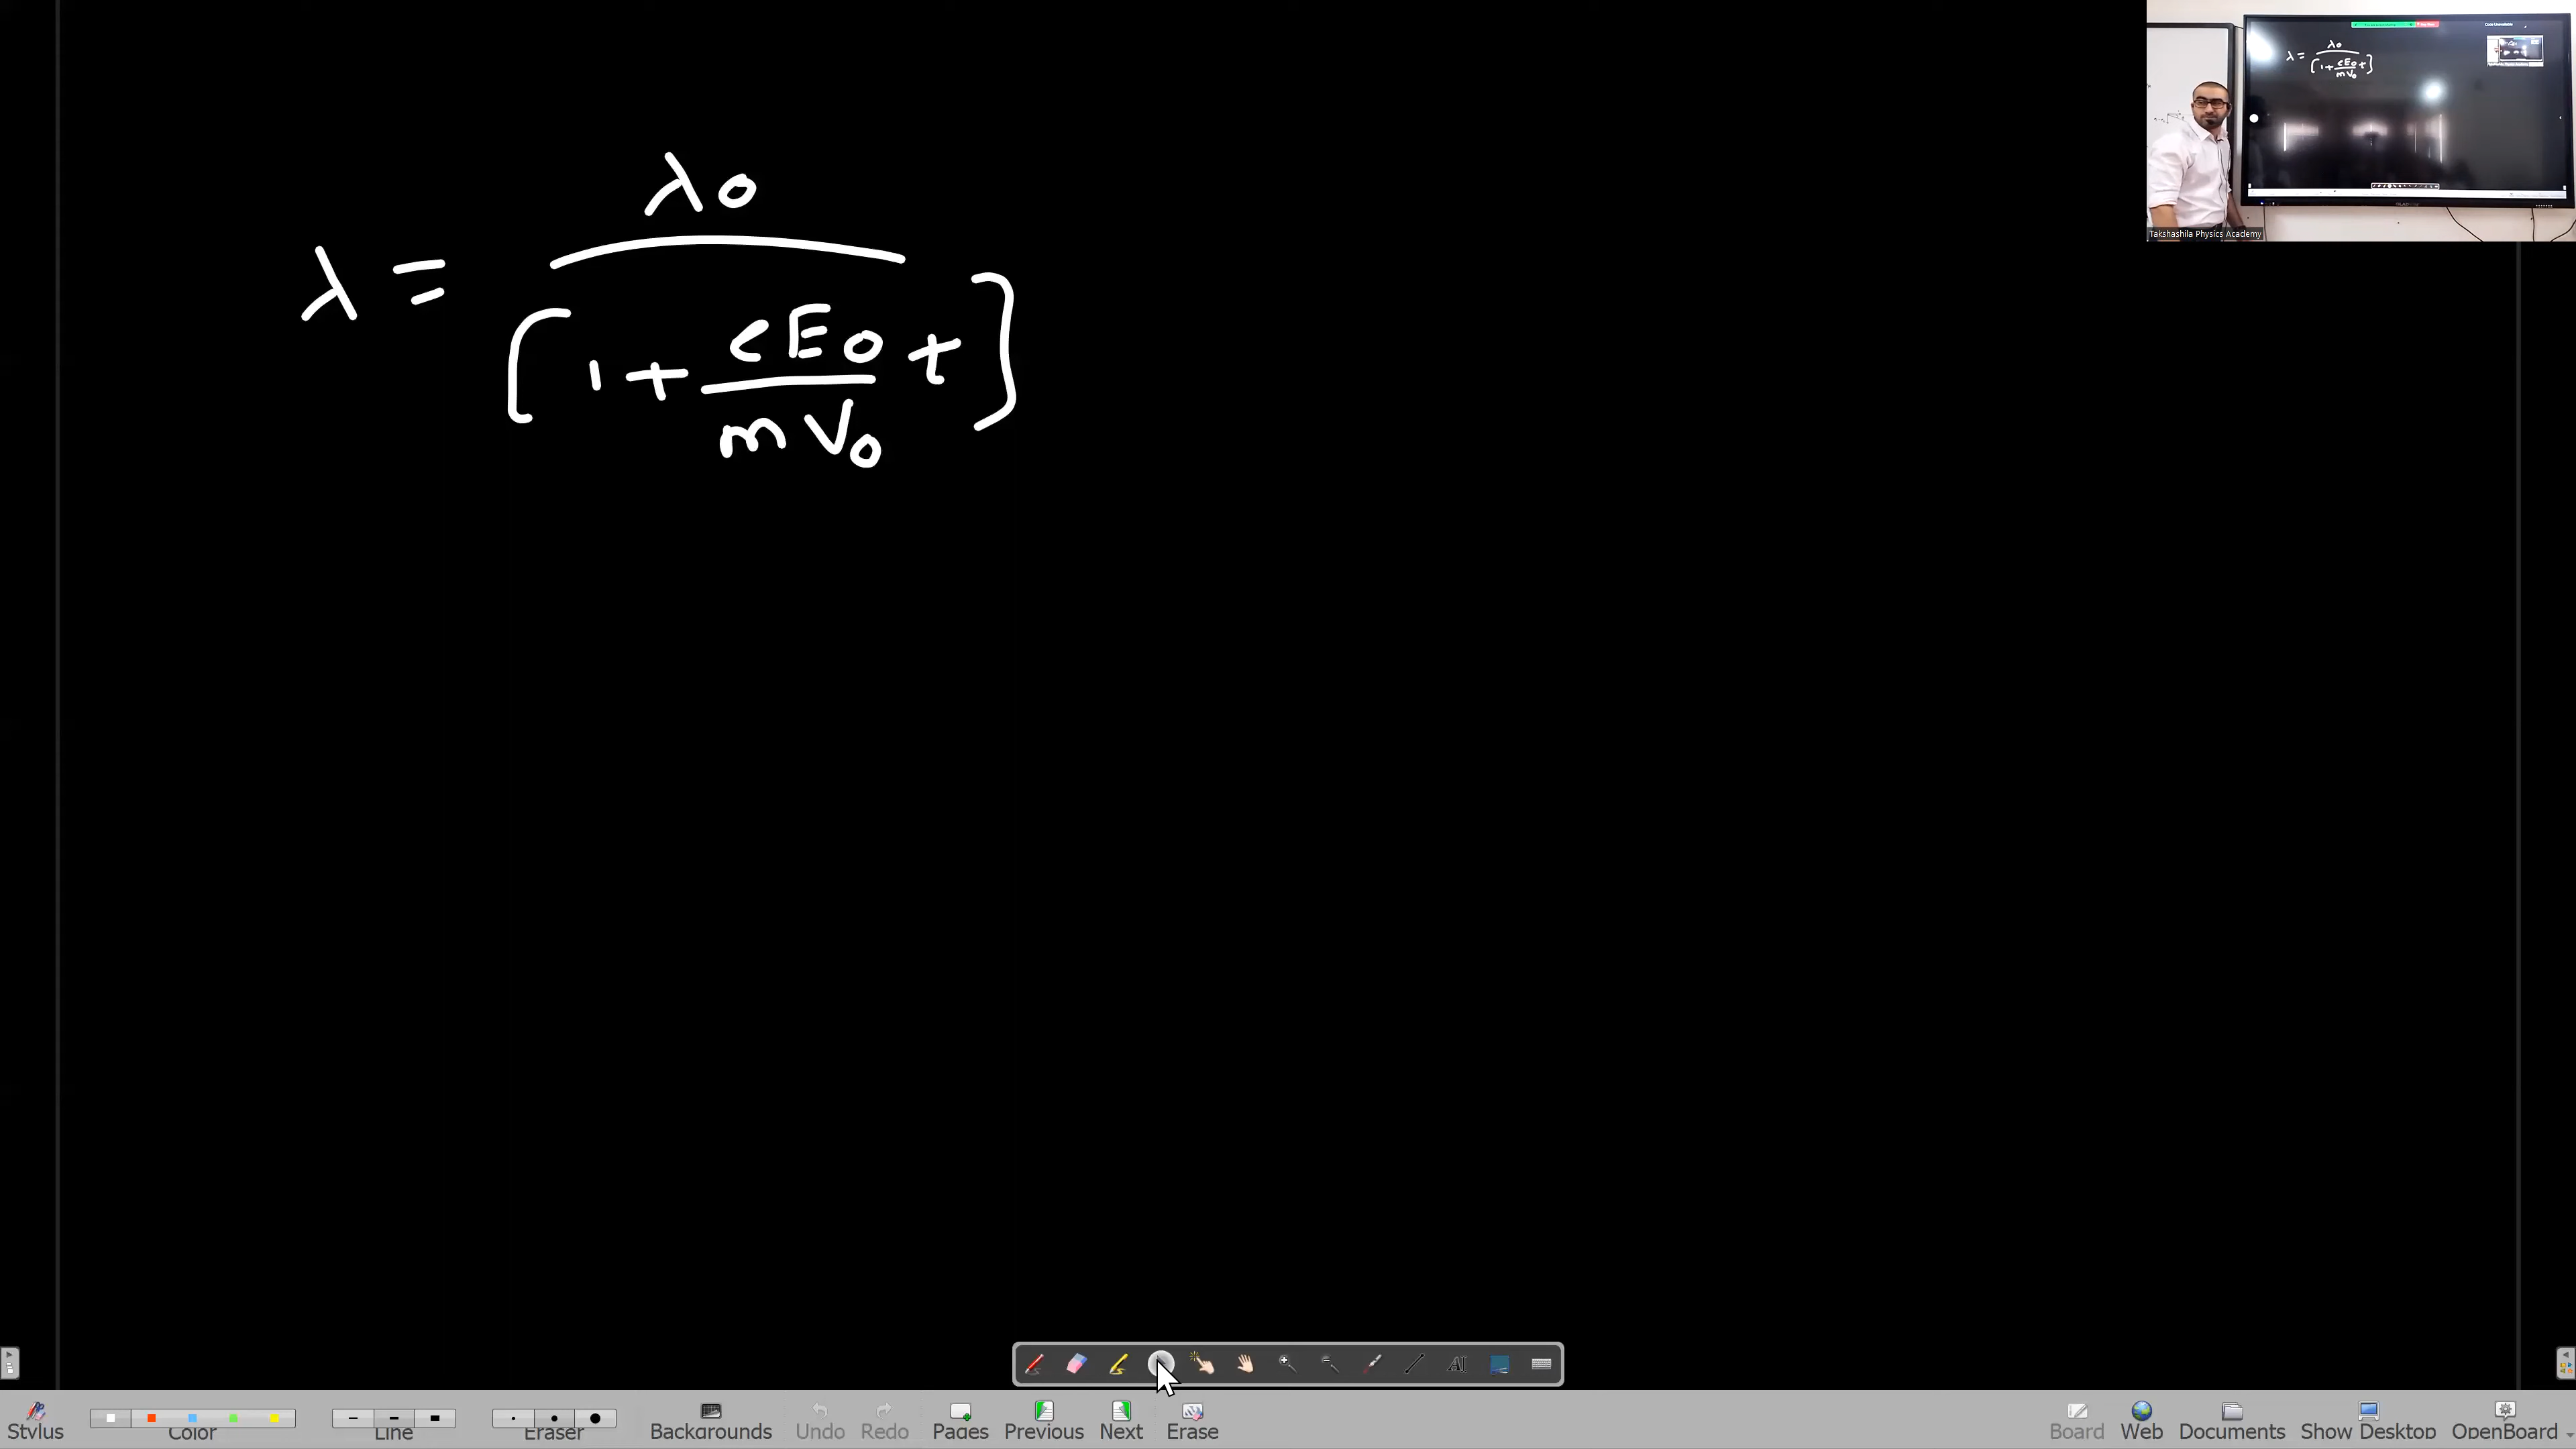 λ = λ0 / [1 + eE0/mV0 t]
Takshashila Physics Academy
Stylus Color Line Eraser Backgrounds Undo Redo Pages Previous Next Erase Board Web Documents Show Desktop OpenBoard